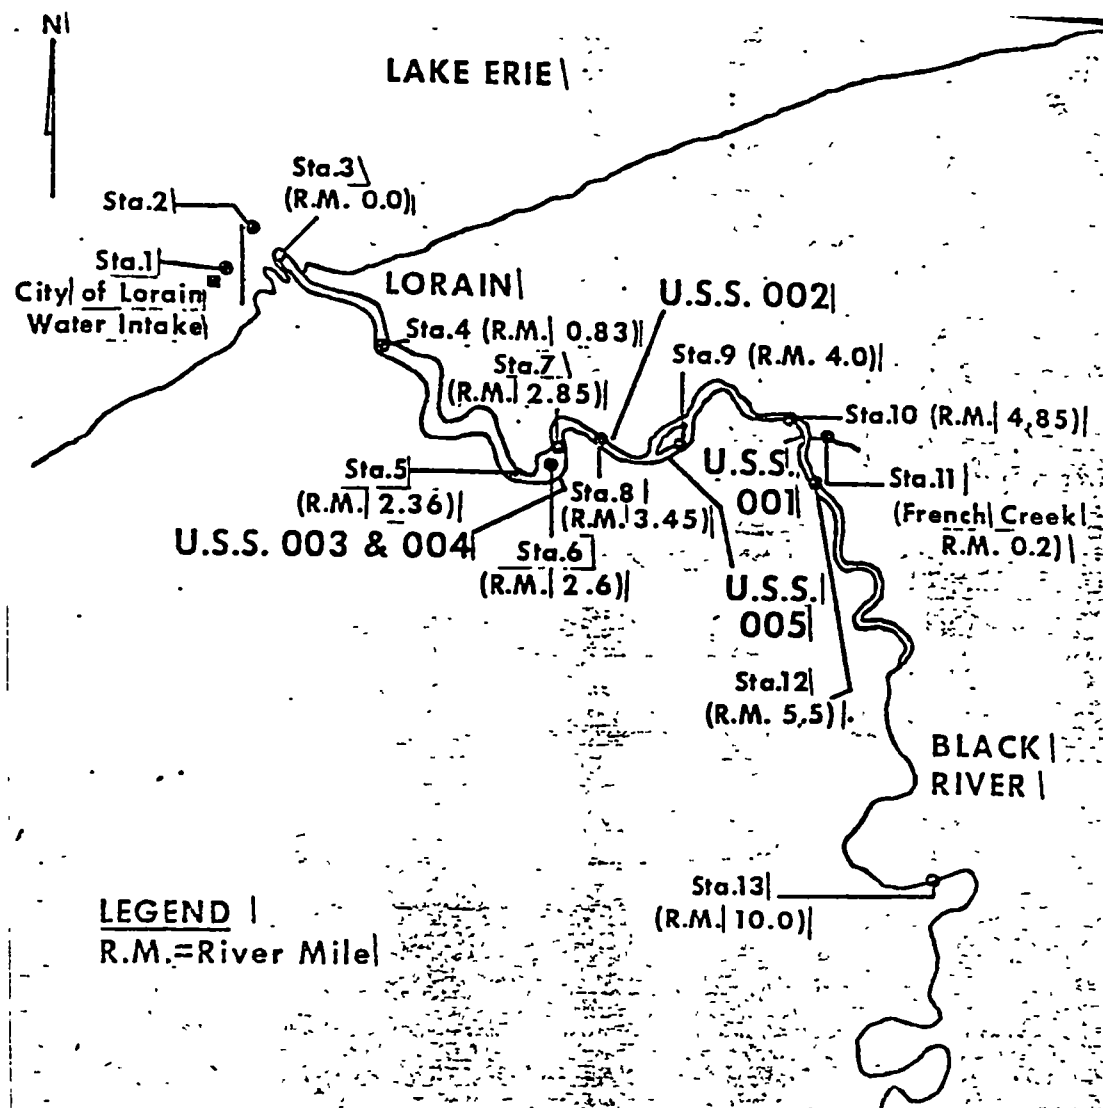 N
LAKE ERIE
Sta.3
(R.M. 0.0)
Sta.2
Sta.1
City of Lorain
Water Intake
LORAIN
U.S.S. 002
Sta.4 (R.M. 0.83)
Sta.7
(R.M. 2.85)
Sta.9 (R.M. 4.0)
Sta.10 (R.M. 4.85)
Sta.5
(R.M. 2.36)
U.S.S. 003 & 004
Sta.8
(R.M. 3.45)
Sta.6
(R.M. 2.6)
U.S.S.
001
Sta.11
(French Creek
R.M. 0.2)
U.S.S.
005
Sta.12
(R.M. 5.5)
BLACK
RIVER
Sta.13
(R.M. 10.0)
LEGEND
R.M.=River Mile